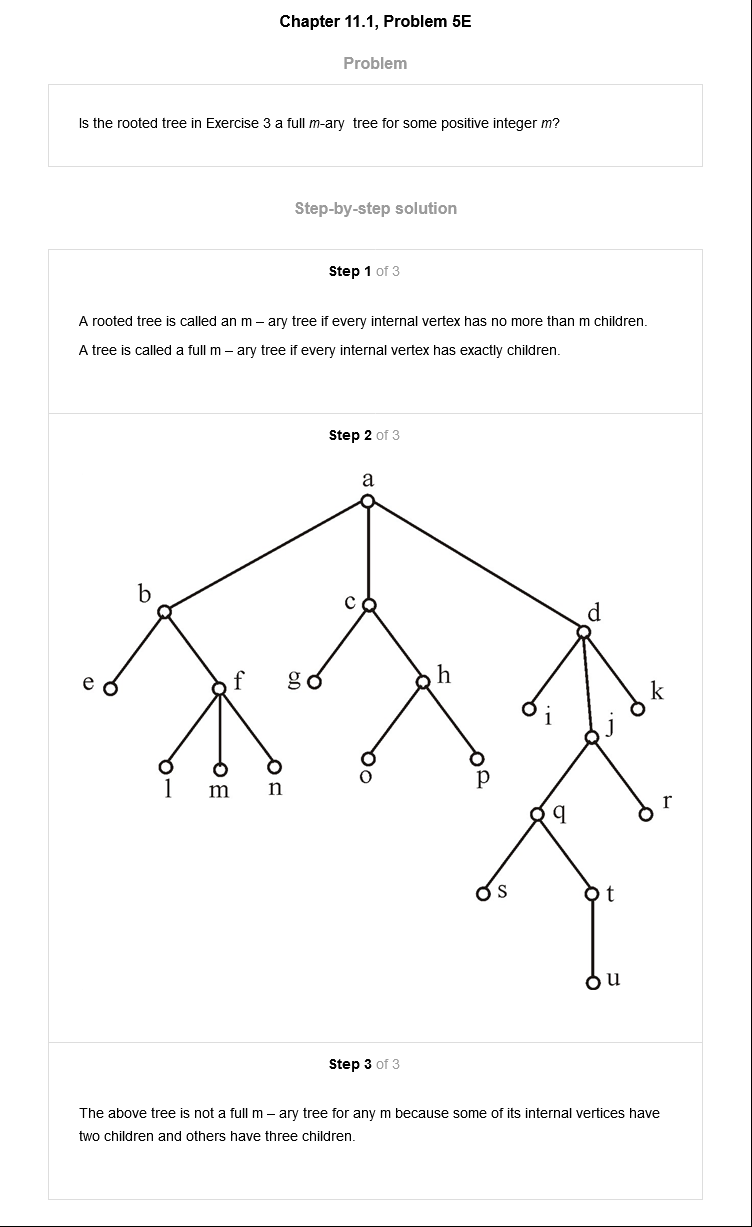 Chapter 11.1, Problem 5E
Problem
Is the rooted tree in Exercise 3 a full m-ary tree for some positive integer m?
Step-by-step solution
Step 1 of 3
A rooted tree is called an m – ary tree if every internal vertex has no more than m children.
A tree is called a full m – ary tree if every internal vertex has exactly children.
Step 2 of 3
a
b
c
d
e
f
g
h
i
j
k
l
m
n
o
p
q
r
s
t
u
Step 3 of 3
The above tree is not a full m – ary tree for any m because some of its internal vertices have
two children and others have three children.